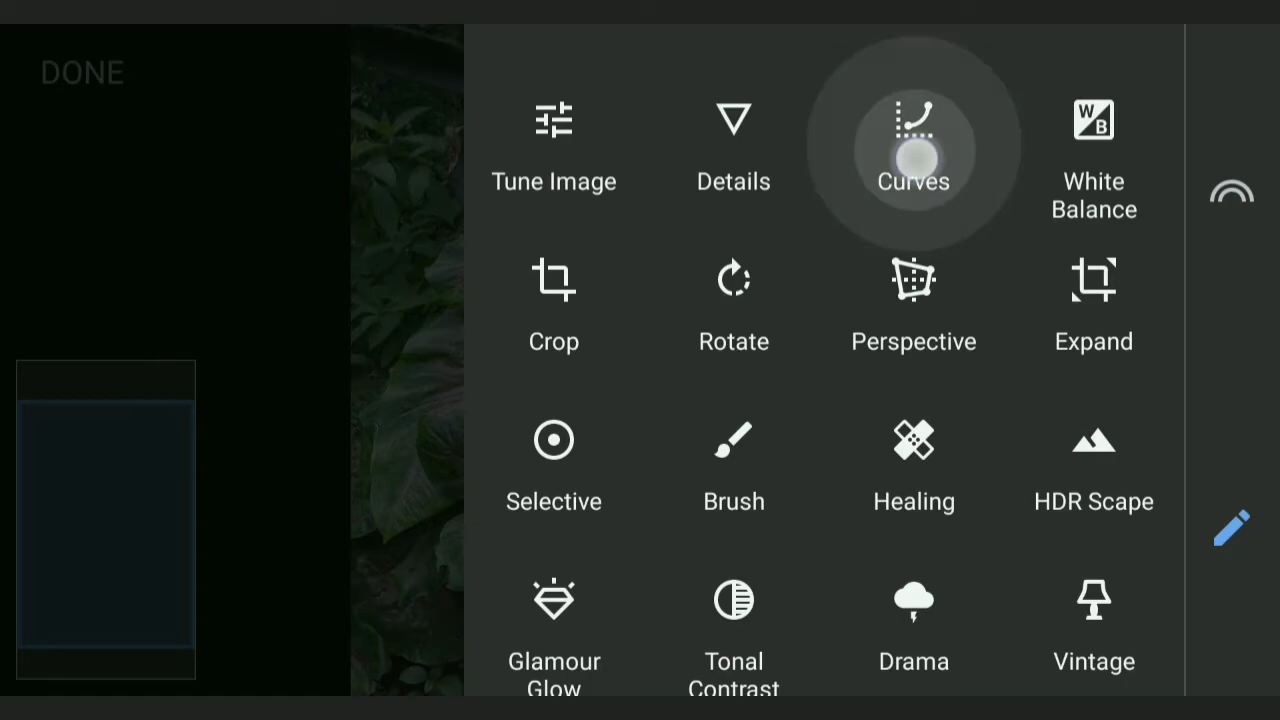 DONE
Tune Image
Details
Curves
W
B
White
Balance
Crop
Rotate
Perspective
Expand
Selective
Brush
Healing
HDR Scape
Glamour
Glow
Tonal
Contrast
Drama
Vintage